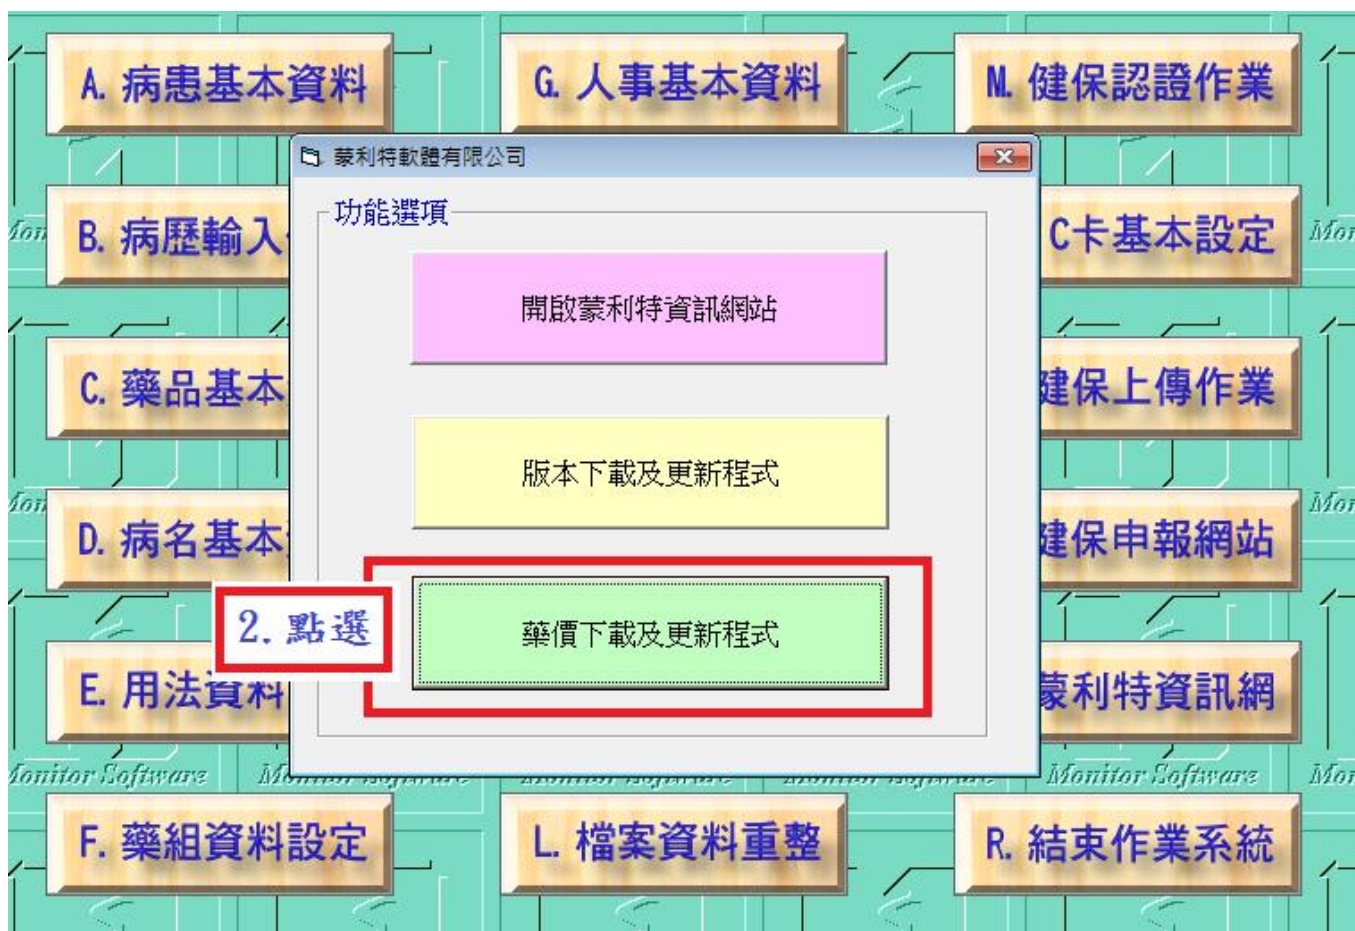 A. 病患基本資料
G. 人事基本資料
M. 健保認證作業
蒙利特軟體有限公司
功能選項
B. 病歷輸入
C卡基本設定
開啟蒙利特資訊網站
C. 藥品基本
健保上傳作業
版本下載及更新程式
D. 病名基本
健保申報網站
2. 點選
藥價下載及更新程式
E. 用法資料
蒙利特資訊網
Monitor Software
Monitor Software
F. 藥組資料設定
L. 檔案資料重整
R. 結束作業系統